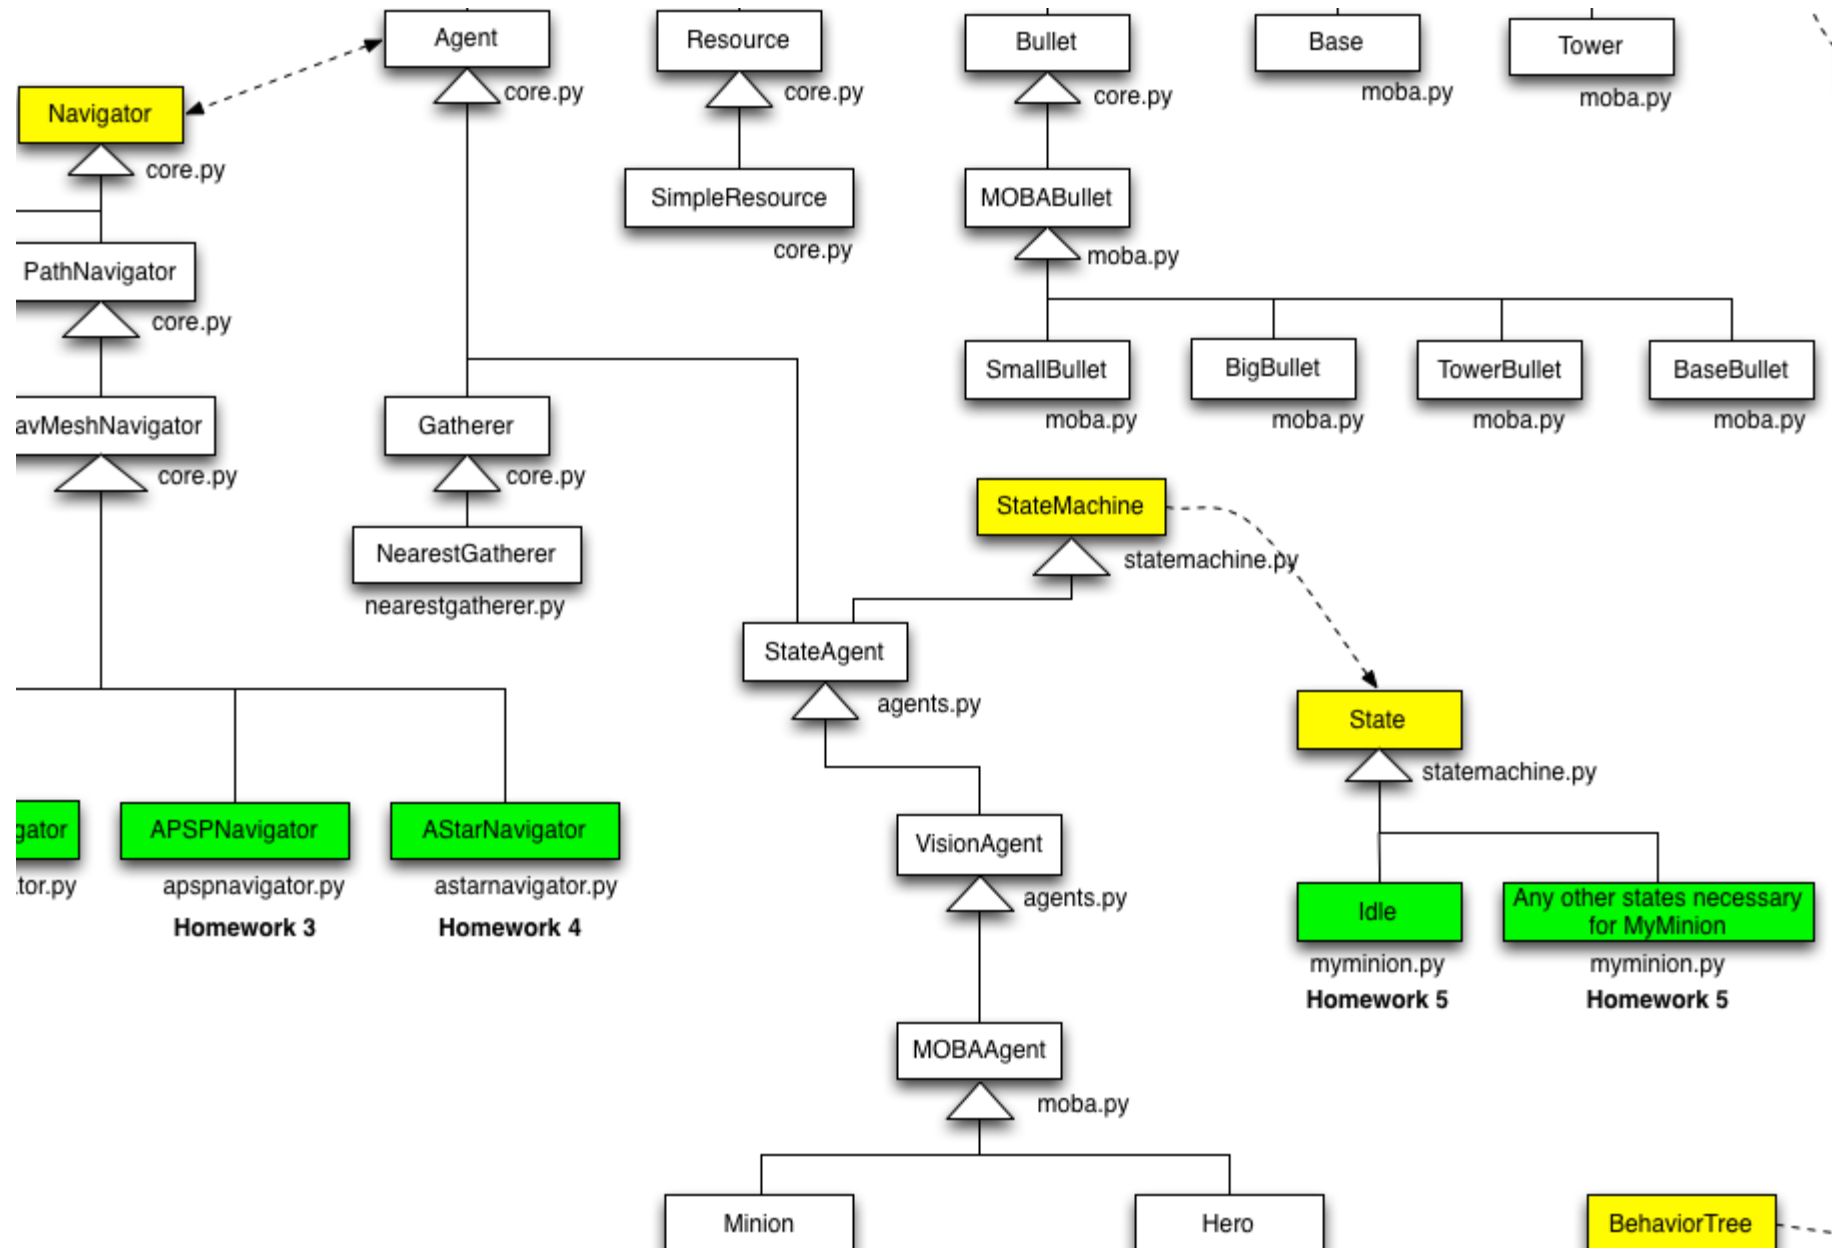 Agent
core.py
Resource
core.py
Bullet
core.py
Base
moba.py
Tower
moba.py
Navigator
core.py
SimpleResource
core.py
MOBABullet
moba.py
PathNavigator
core.py
SmallBullet
moba.py
BigBullet
moba.py
TowerBullet
moba.py
BaseBullet
moba.py
avMeshNavigator
core.py
Gatherer
core.py
NearestGatherer
nearestgatherer.py
StateMachine
statemachine.py
StateAgent
agents.py
State
statemachine.py
gator
tor.py
APSPNavigator
apspnavigator.py
Homework 3
AStarNavigator
astarnavigator.py
Homework 4
VisionAgent
agents.py
Idle
myminion.py
Homework 5
Any other states necessary
for MyMinion
myminion.py
Homework 5
MOBAAgent
moba.py
Minion
Hero
BehaviorTree